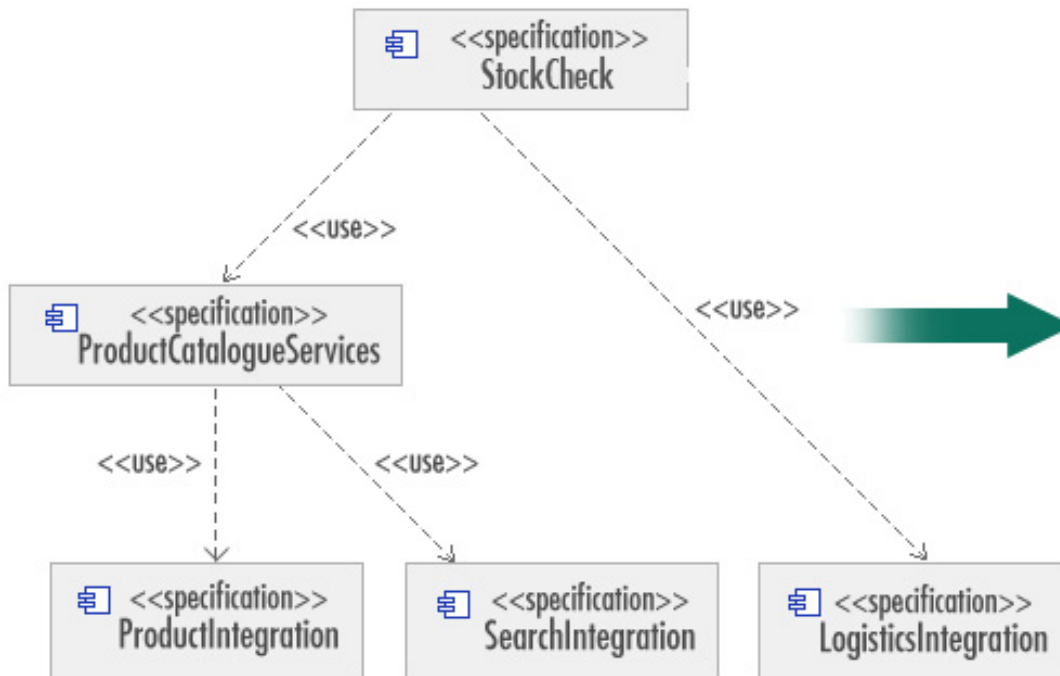 <<specification>>
StockCheck
<<use>>
<<specification>>
ProductCatalogueServices
<<use>>
<<use>>
<<use>>
<<specification>>
ProductIntegration
<<specification>>
SearchIntegration
<<specification>>
LogisticsIntegration